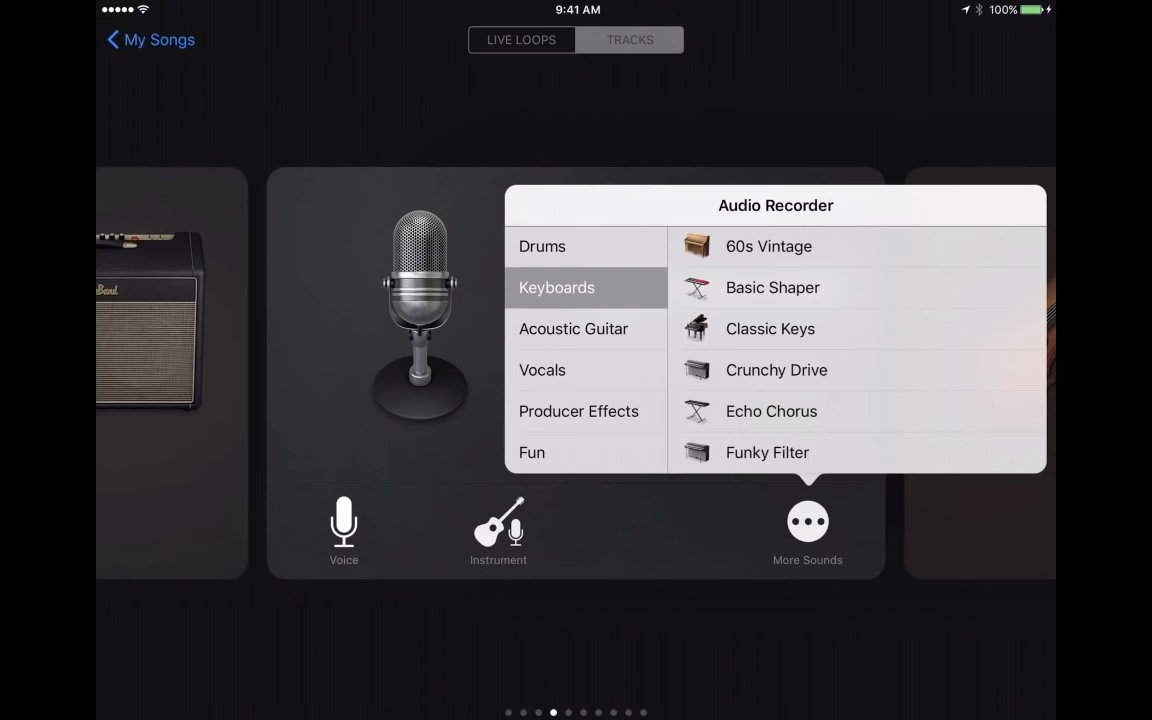 9:41 AM
100%
My Songs
LIVE LOOPS
TRACKS
Audio Recorder
Drums
Keyboards
Acoustic Guitar
Vocals
Producer Effects
Fun
60s Vintage
Basic Shaper
Classic Keys
Crunchy Drive
Echo Chorus
Funky Filter
Voice
Instrument
More Sounds